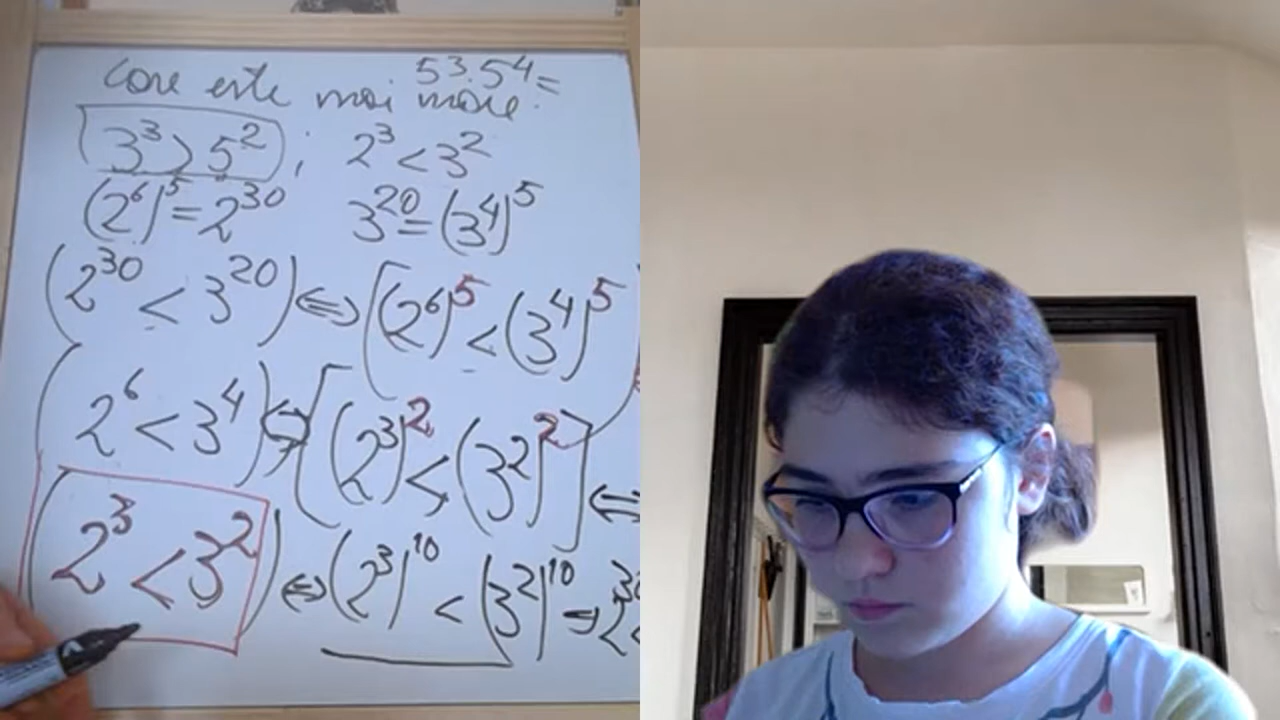 5³·5⁴=
Care este mai mare:
3³ > 5² ; 2³ < 3²
(2⁶)⁵ = 2³⁰ 3²⁰ = (3⁴)⁵
(2³⁰ < 3²⁰) ⇔ [(2⁶)⁵ < (3⁴)⁵
(2⁶ < 3⁴) ⇔ [(2³)² < (3²)²] ⇔
(2³ < 3²) ⇔ (2³)¹⁰ < (3²)¹⁰ ⇒ 2³⁰ <